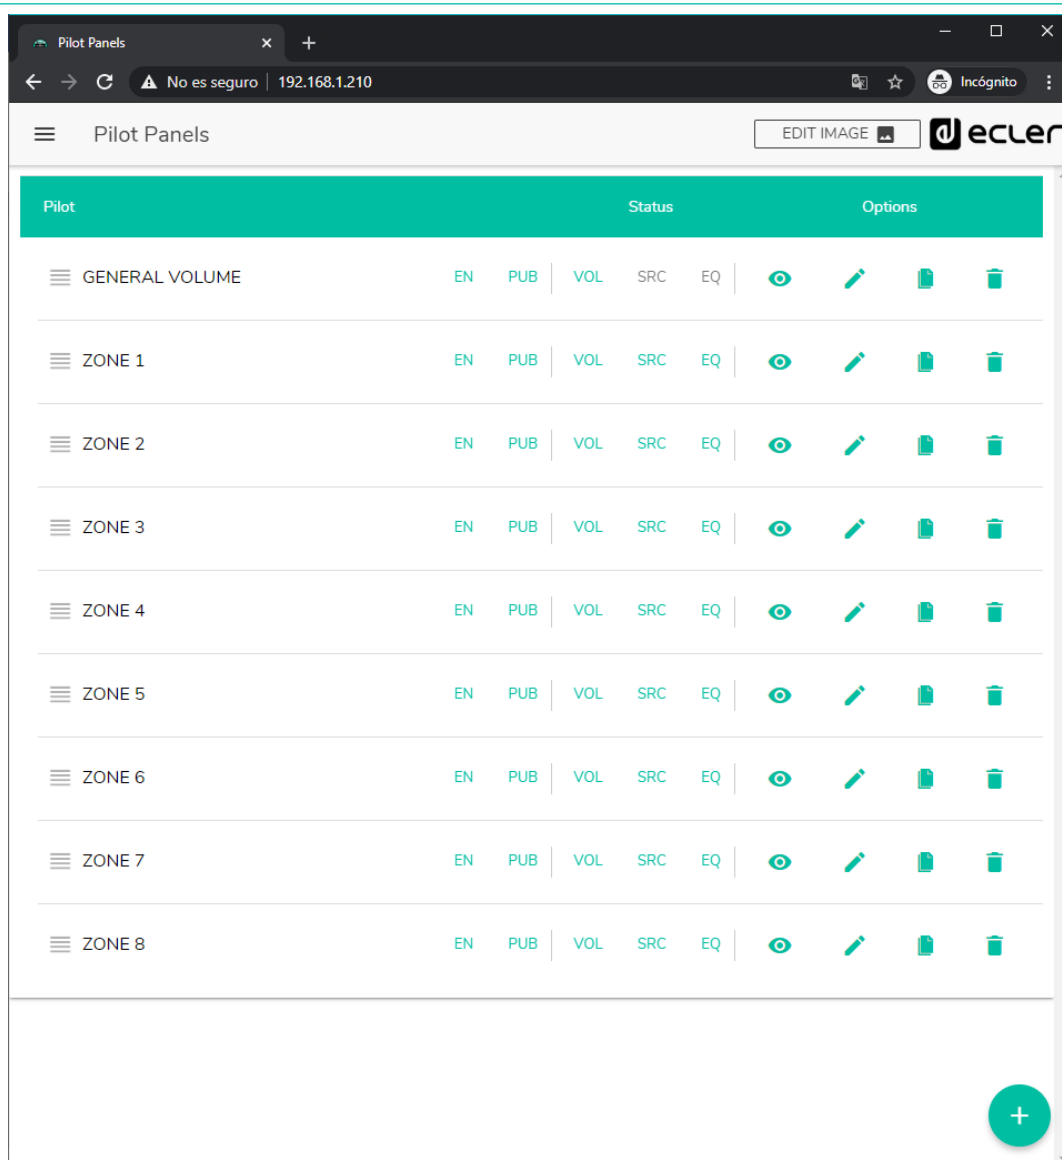 Pilot Panels
No es seguro | 192.168.1.210
Incógnito
Pilot Panels
EDIT IMAGE
ecler
Pilot Status Options
GENERAL VOLUME EN PUB VOL SRC EQ
ZONE 1 EN PUB VOL SRC EQ
ZONE 2 EN PUB VOL SRC EQ
ZONE 3 EN PUB VOL SRC EQ
ZONE 4 EN PUB VOL SRC EQ
ZONE 5 EN PUB VOL SRC EQ
ZONE 6 EN PUB VOL SRC EQ
ZONE 7 EN PUB VOL SRC EQ
ZONE 8 EN PUB VOL SRC EQ